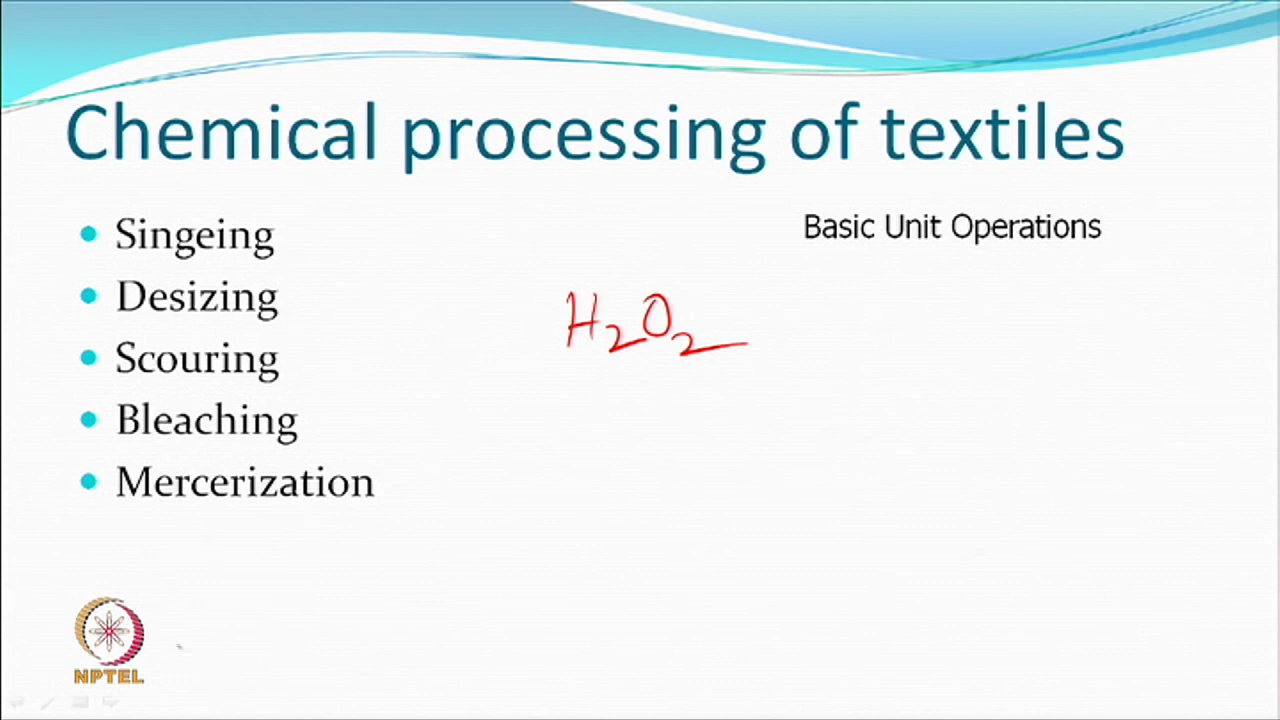 Chemical processing of textiles
Singeing
Basic Unit Operations
Desizing
H₂O₂
Scouring
Bleaching
Mercerization
NPTEL